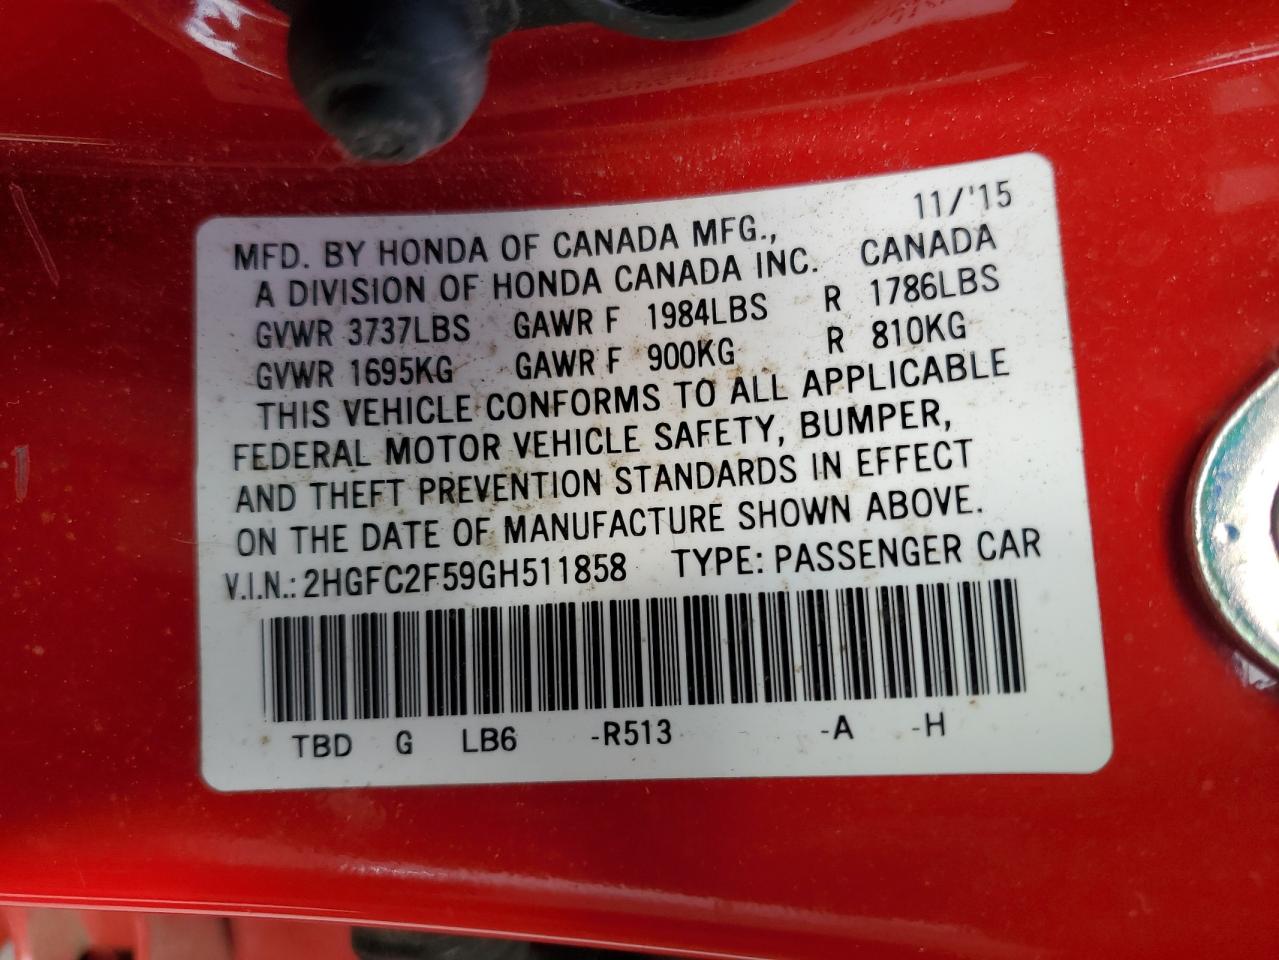 11/'15
MFD. BY HONDA OF CANADA MFG.,
A DIVISION OF HONDA CANADA INC. CANADA
GVWR 3737LBS GAWR F 1984LBS R 1786LBS
GVWR 1695KG GAWR F 900KG R 810KG
THIS VEHICLE CONFORMS TO ALL APPLICABLE
FEDERAL MOTOR VEHICLE SAFETY, BUMPER,
AND THEFT PREVENTION STANDARDS IN EFFECT
ON THE DATE OF MANUFACTURE SHOWN ABOVE.
V.I.N.: 2HGFC2F59GH511858 TYPE: PASSENGER CAR
TBD G LB6 -R513 -A -H